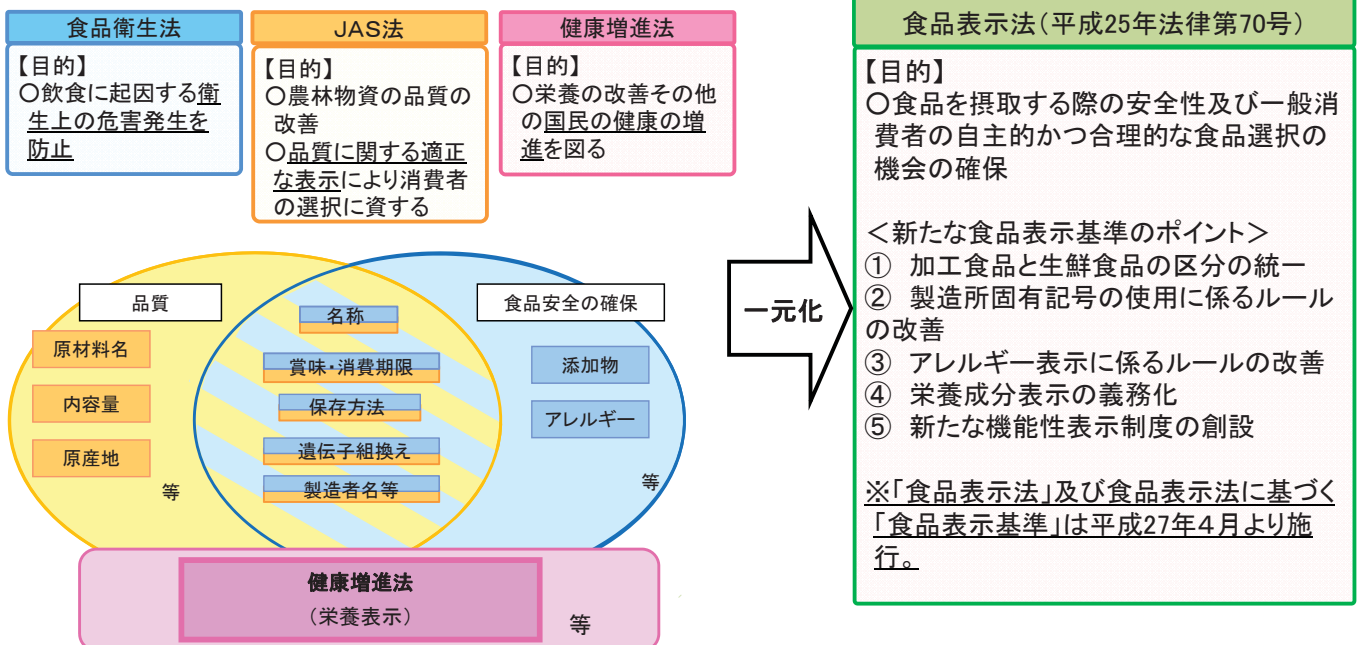 食品衛生法
【目的】
○飲食に起因する衛
生上の危害発生を
防止
JAS法
【目的】
○農林物資の品質の
改善
○品質に関する適正
な表示により消費者
の選択に資する
健康増進法
【目的】
○栄養の改善その他
の国民の健康の増
進を図る
品質
原材料名
内容量
原産地
等
名称
賞味・消費期限
保存方法
遺伝子組換え
製造者名等
食品安全の確保
添加物
アレルギー
等
健康増進法
（栄養表示）
等
一元化
食品表示法（平成25年法律第70号）
【目的】
○食品を摂取する際の安全性及び一般消
費者の自主的かつ合理的な食品選択の
機会の確保
＜新たな食品表示基準のポイント＞
① 加工食品と生鮮食品の区分の統一
② 製造所固有記号の使用に係るルール
の改善
③ アレルギー表示に係るルールの改善
④ 栄養成分表示の義務化
⑤ 新たな機能性表示制度の創設
※「食品表示法」及び食品表示法に基づく
「食品表示基準」は平成27年４月より施
行。